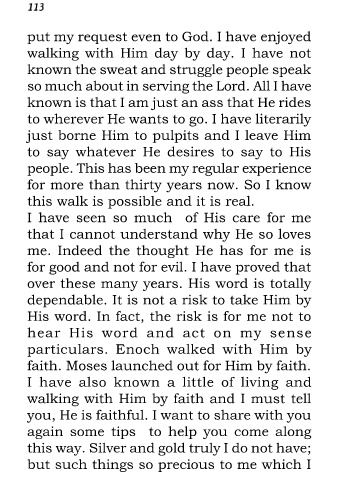 113
put my request even to God. I have enjoyed
walking with Him day by day. I have not
known the sweat and struggle people speak
so much about in serving the Lord. All I have
known is that I am just an ass that He rides
to wherever He wants to go. I have literarily
just borne Him to pulpits and I leave Him
to say whatever He desires to say to His
people. This has been my regular experience
for more than thirty years now. So I know
this walk is possible and it is real.
I have seen so much of His care for me
that I cannot understand why He so loves
me. Indeed the thought He has for me is
for good and not for evil. I have proved that
over these many years. His word is totally
dependable. It is not a risk to take Him by
His word. In fact, the risk is for me not to
hear His word and act on my sense
particulars. Enoch walked with Him by
faith. Moses launched out for Him by faith.
I have also known a little of living and
walking with Him by faith and I must tell
you, He is faithful. I want to share with you
again some tips to help you come along
this way. Silver and gold truly I do not have;
but such things so precious to me which I